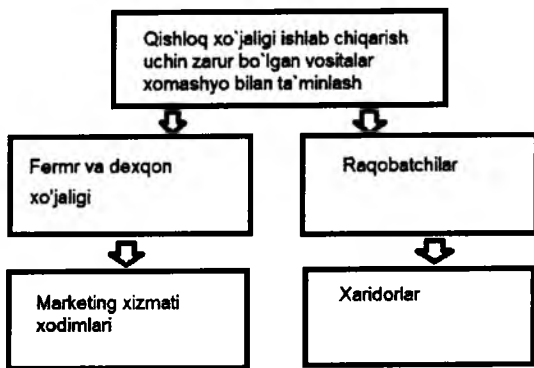 Qishloq xo`jaligi ishlab chiqarish
uchin zarur bo`lgan vositalar
xomashyo bilan ta`minlash
Fermr va dexqon
xo'jaligi
Raqobatchilar
Marketing xizmati
xodimlari
Xaridorlar